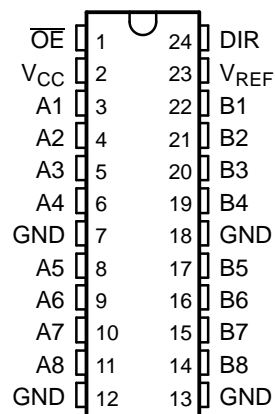 O̅E̅ 1 24 DIR
VCC 2 23 VREF
A1 3 22 B1
A2 4 21 B2
A3 5 20 B3
A4 6 19 B4
GND 7 18 GND
A5 8 17 B5
A6 9 16 B6
A7 10 15 B7
A8 11 14 B8
GND 12 13 GND